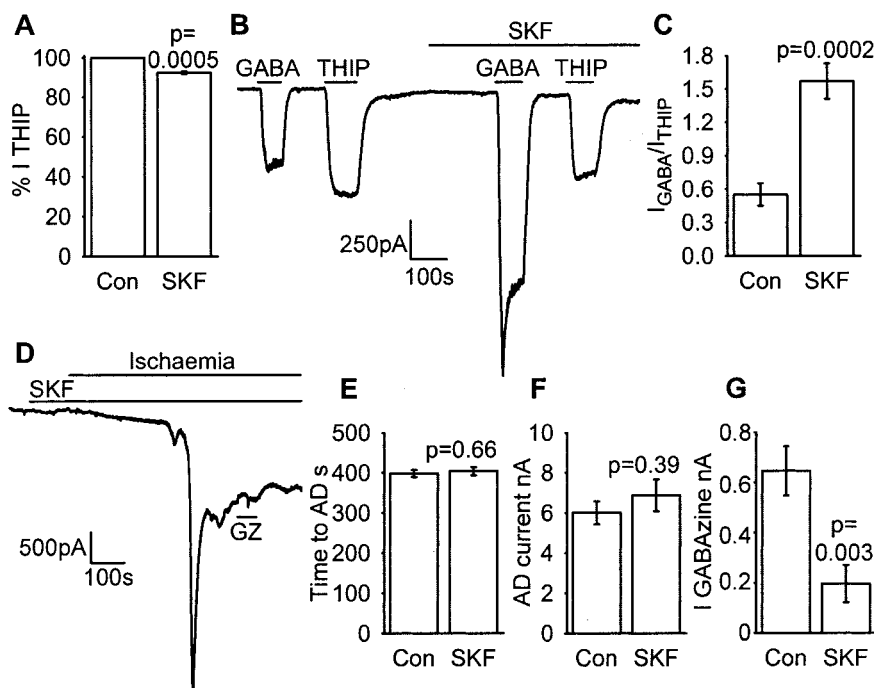 A
p=
0.0005
100
80
60
40
20
0
% I THIP
Con SKF
B
SKF
GABA THIP GABA THIP
250pA
100s
C
p=0.0002
1.8
1.5
1.2
0.9
0.6
0.3
0.0
IGABA/ITHIP
Con SKF
D
Ischaemia
SKF
GZ
500pA
100s
E
500
400
300
200
100
0
Time to AD s
p=0.66
Con SKF
F
10
8
6
4
2
0
AD current nA
p=0.39
Con SKF
G
0.8
0.6
0.4
0.2
0
I GABAzine nA
p=
0.003
Con SKF